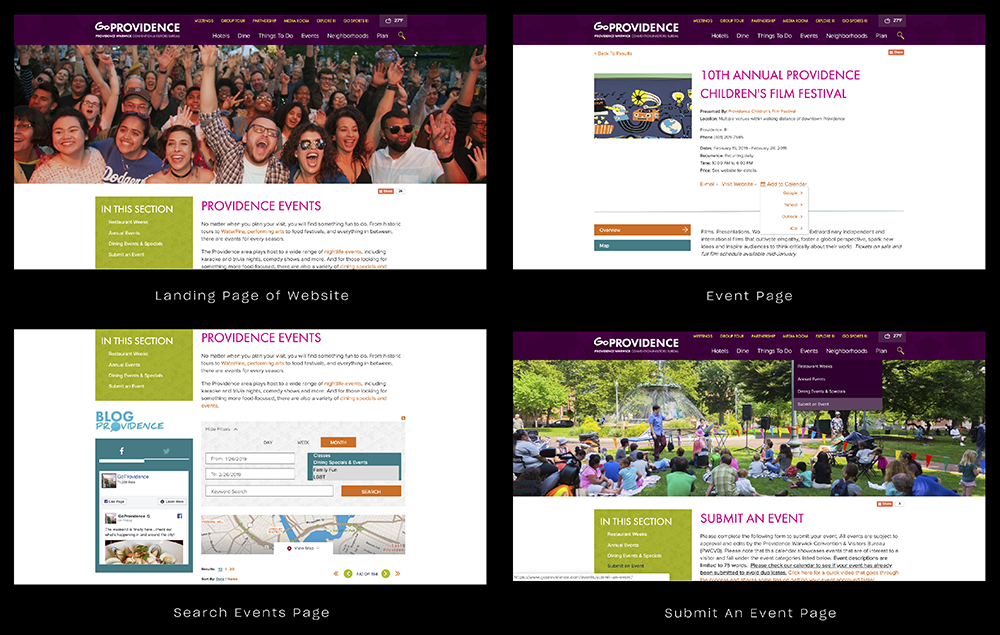 GoPROVIDENCE
PROVIDENCE WARWICK CONVENTION & VISITORS BUREAU
MEETINGS GROUP TOUR PARTNERSHIP MEDIA ROOM EXPLORE RI GO SPORTS RI 27°F
Hotels Dine Things To Do Events Neighborhoods Plan
Dodgers
IN THIS SECTION
Restaurant Weeks
Annual Events
Dining Events & Specials
Submit an Event
PROVIDENCE EVENTS
No matter when you plan your visit, you will find something fun to do. From historic
tours to WaterFire, performing arts to food festivals, and everything in between,
there are events for every season.
The Providence area plays host to a wide range of nightlife events, including
karaoke and trivia nights, comedy shows and more. And for those looking for
something more food-focused, there are also a variety of dining specials and
Landing Page of Website
GoPROVIDENCE
PROVIDENCE WARWICK CONVENTION & VISITORS BUREAU
MEETINGS GROUP TOUR PARTNERSHIP MEDIA ROOM EXPLORE RI GO SPORTS RI 27°F
Hotels Dine Things To Do Events Neighborhoods Plan
< Back To Results
10TH ANNUAL PROVIDENCE
CHILDREN'S FILM FESTIVAL
Presented By: Providence Children's Film Festival
Location: Multiple venues within walking distance of downtown Providence
Providence, RI
Dates: February 15, 2019 - February 24, 2019
Recurrence: Recurring daily
Price: See website for details.
E-mail Visit Website Add to Calendar
Google >
Yahoo! >
Outlook >
iCal >
Overview
Map
Films. Presentations. Extraordinary independent and
international films that cultivate empathy, foster a global perspective, spark new
ideas and inspire audiences to think critically about their world. Tickets on sale and
full film schedule available mid-January.
Event Page
IN THIS SECTION
Restaurant Weeks
Annual Events
Dining Events & Specials
Submit an Event
BLOG
PROVIDENCE
GoProvidence
Like Page Learn More
GoProvidence
The weekend is finally here...check out
what's happening in and around the city!
PROVIDENCE EVENTS
No matter when you plan your visit, you will find something fun to do. From historic
tours to WaterFire, performing arts to food festivals, and everything in between,
there are events for every season.
The Providence area plays host to a wide range of nightlife events, including
karaoke and trivia nights, comedy shows and more. And for those looking for
something more food-focused, there are also a variety of dining specials and
events.
Hide Filters
DAY WEEK MONTH
From: 1/26/2019
To: 2/26/2019
Keyword Search
Classes
Dining Specials & Events
Family Fun
LGBT
SEARCH
View Map
Sort By: Date | Name
Search Events Page
GoPROVIDENCE
PROVIDENCE WARWICK CONVENTION & VISITORS BUREAU
MEETINGS GROUP TOUR PARTNERSHIP MEDIA ROOM EXPLORE RI GO SPORTS RI 27°F
Hotels Dine Things To Do Events Neighborhoods Plan
Restaurant Weeks
Annual Events
Dining Events & Specials
Submit an Event
IN THIS SECTION
Restaurant Weeks
Annual Events
Dining Events & Specials
Submit an Event
SUBMIT AN EVENT
Please complete the following form to submit your event. All events are subject to
approval and edits by the Providence Warwick Convention & Visitors Bureau
(PWCVB). Please note that this calendar showcases events that are of interest to a
visitor and fall under the event categories listed below. Event descriptions are
limited to 75 words. Please check our calendar to see if your event has already
been submitted to avoid duplicates. Click here for a quick video that goes through
the process and shares some tips on getting your event approved faster.
https://www.goprovidence.com/events/submit-an-event/
Submit An Event Page